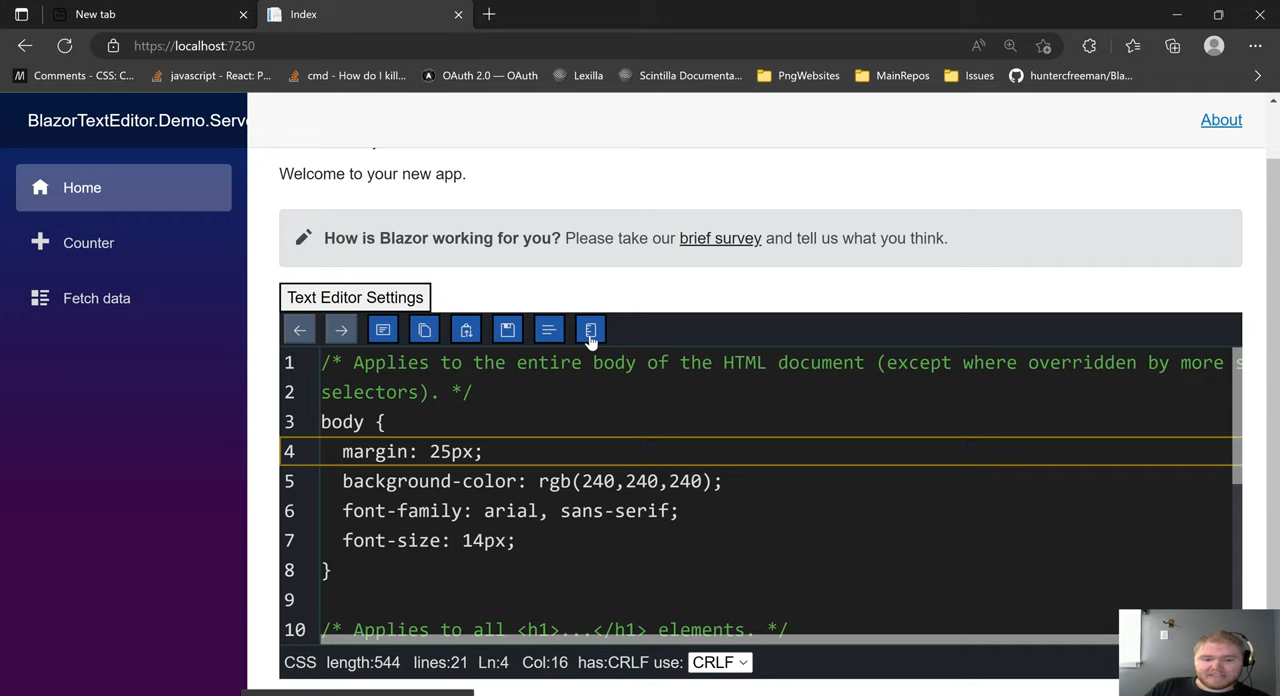 New tab
Index
https://localhost:7250
Comments - CSS: C...
javascript - React: P...
cmd - How do I kill...
OAuth 2.0 — OAuth
Lexilla
Scintilla Documenta...
PngWebsites
MainRepos
Issues
huntercfreeman/Bla...
BlazorTextEditor.Demo.Serve
About
Home
Counter
Fetch data
Welcome to your new app.
How is Blazor working for you? Please take our brief survey and tell us what you think.
Text Editor Settings
1 /* Applies to the entire body of the HTML document (except where overridden by more s
2 selectors). */
3 body {
4 margin: 25px;
5 background-color: rgb(240,240,240);
6 font-family: arial, sans-serif;
7 font-size: 14px;
8 }
9
10 /* Applies to all <h1>...</h1> elements. */
CSS length:544 lines:21 Ln:4 Col:16 has:CRLF use: CRLF